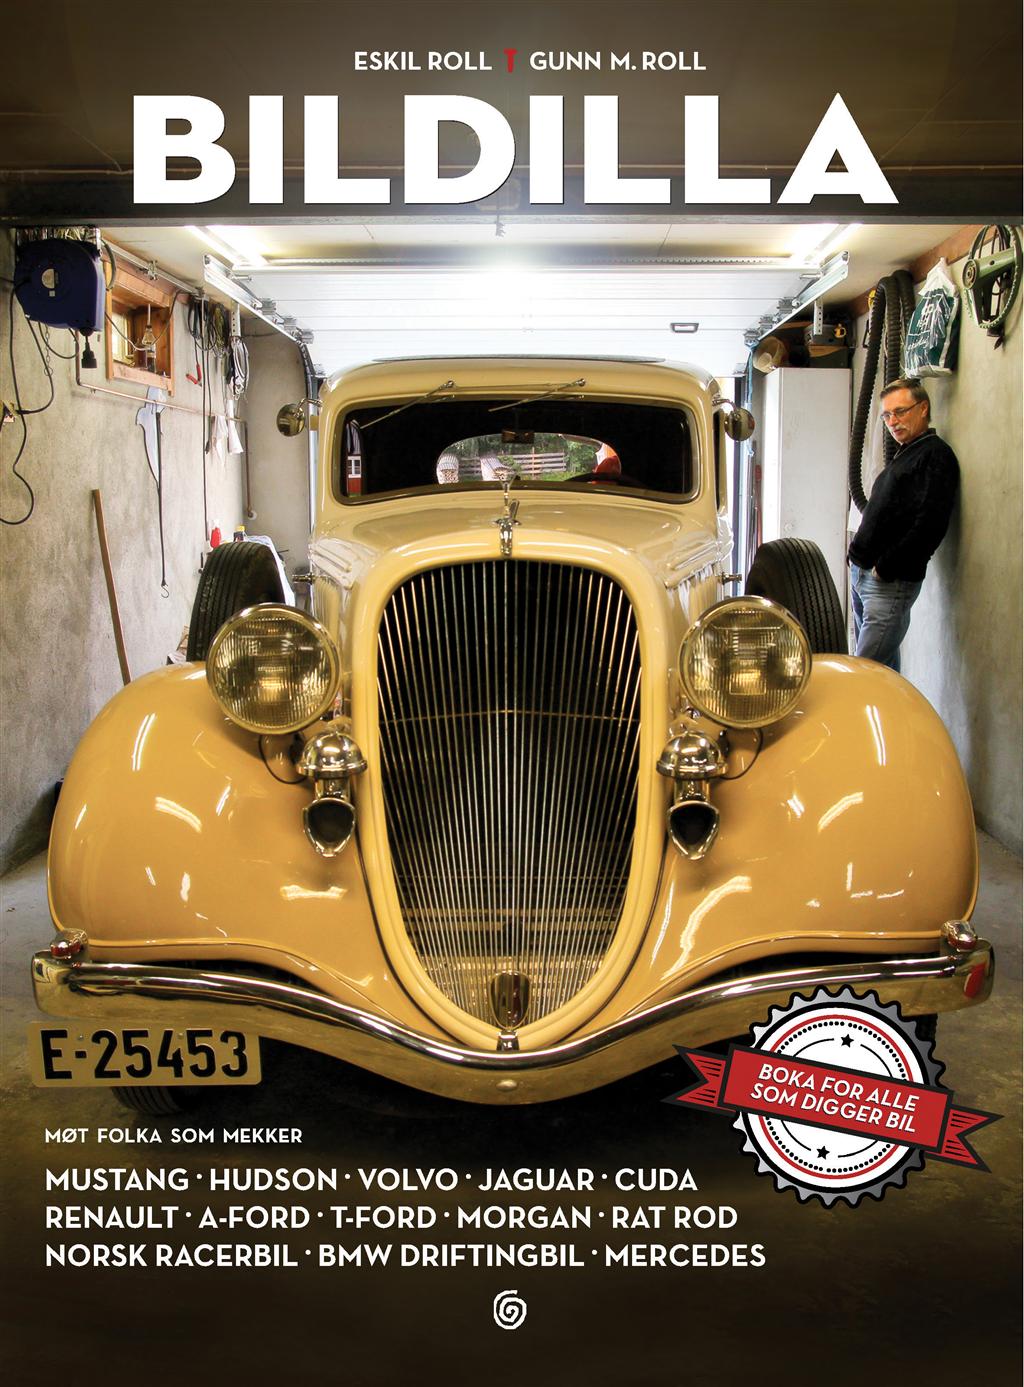 ESKIL ROLL GUNN M. ROLL
BILDILLA
E-25453
BOKA FOR ALLE
SOM DIGGER BIL
MØT FOLKA SOM MEKKER
MUSTANG · HUDSON · VOLVO · JAGUAR · CUDA
RENAULT · A-FORD · T-FORD · MORGAN · RAT ROD
NORSK RACERBIL · BMW DRIFTINGBIL · MERCEDES